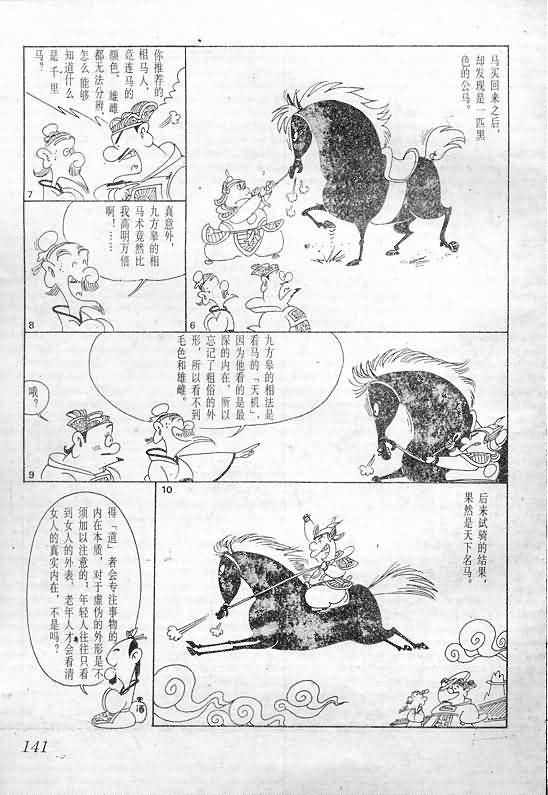 马买回来之后，
却发现是一匹黑
色的公马。
6
你推荐的
相马人，
竟连马的
颜色、雌雄
都无法分辨，
怎么能够
知道什么
是千里
马？
7
真意外，
九方皋的相
马术竟然比
我高明万倍
啊！……
8
九方皋的相法是
看马的「天机」，
因为他看的是最
深的内在，所以
忘记了粗俗的外
形，所以看不到
毛色和雄雌。
哦？
9
后来试骑的结果，
果然是天下名马。
10
得「道」者会专注事物的
内在本质，对于虚伪的外形是不
须加以注意的；年轻人往往只看
到女人的外表，老年人才会看清
女人的真实内在，不是吗？
141